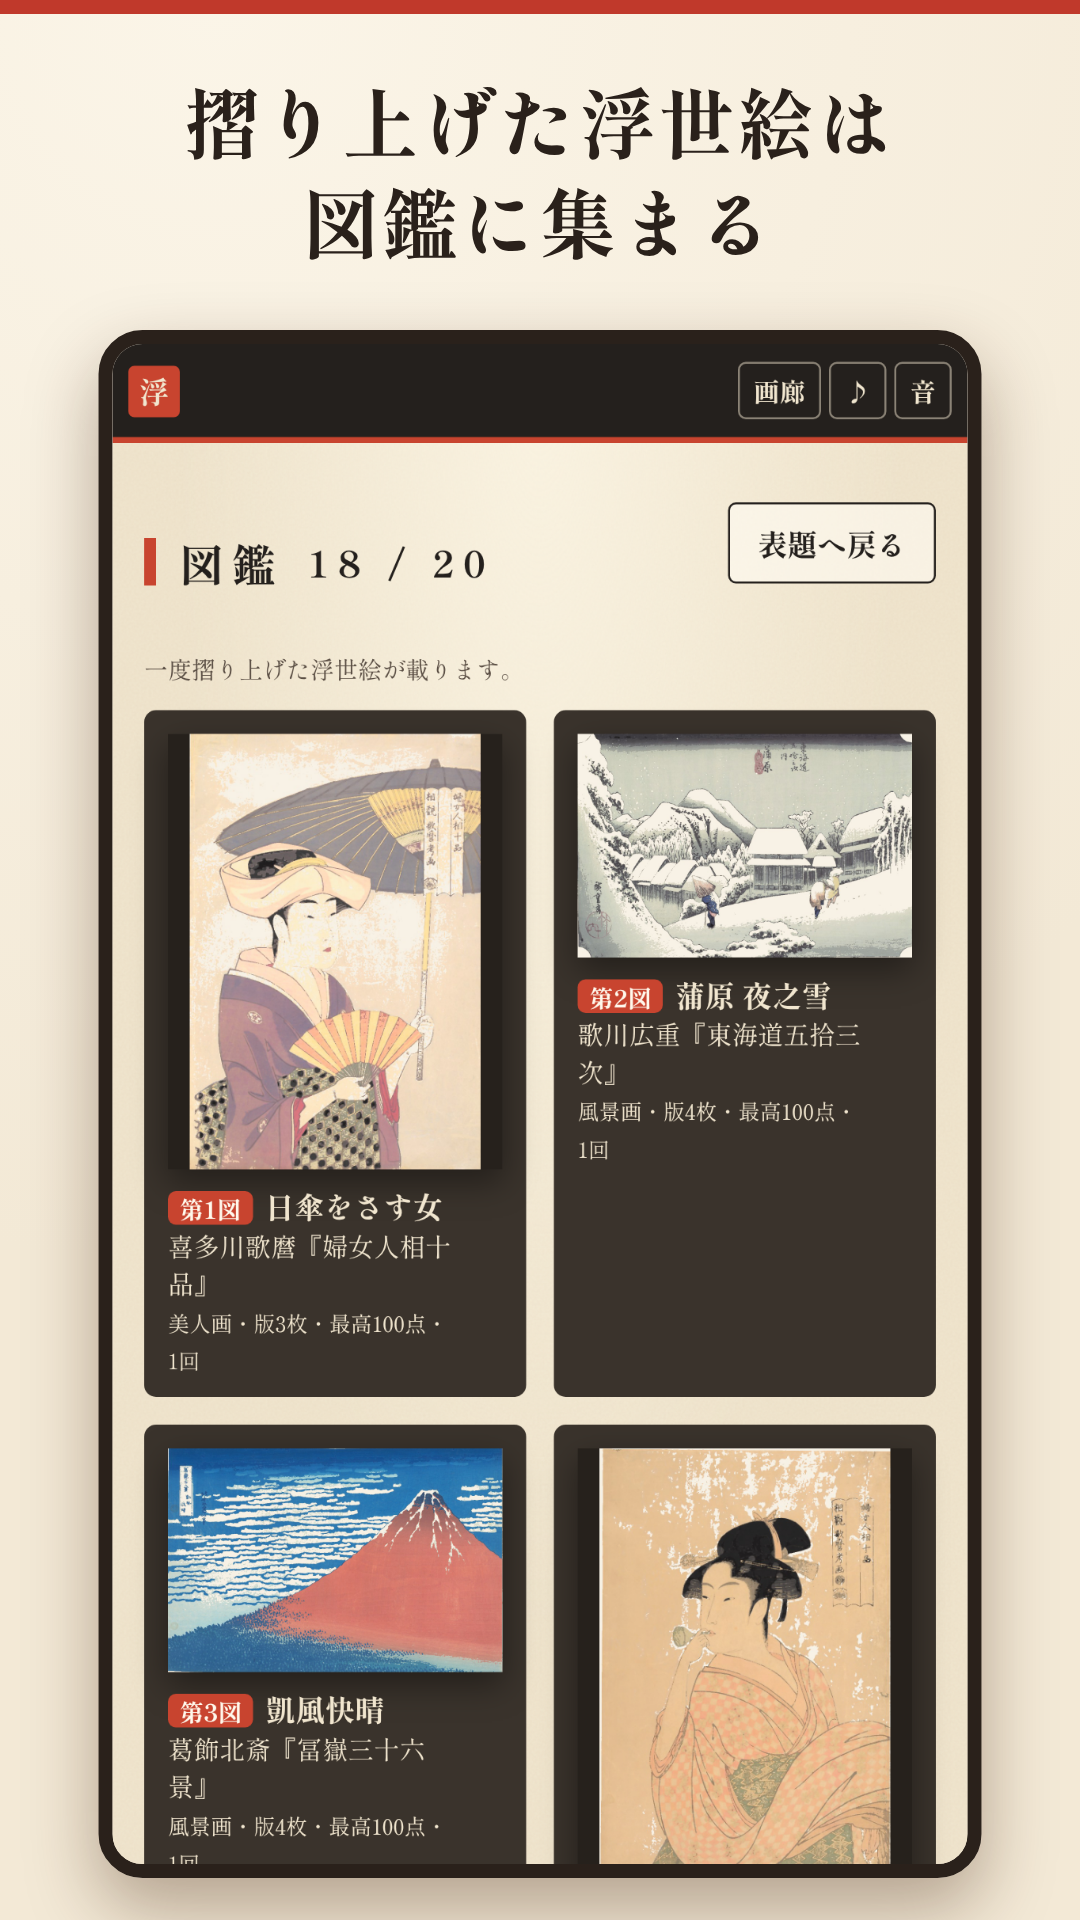 摺り上げた浮世絵は
図鑑に集まる
浮
画廊
♪
音
図鑑 18 / 20
表題へ戻る
一度摺り上げた浮世絵が載ります。
第1図 日傘をさす女
喜多川歌麿『婦女人相十
品』
美人画・版3枚・最高100点・
1回
第2図 蒲原 夜之雪
歌川広重『東海道五拾三
次』
風景画・版4枚・最高100点・
1回
第3図 凱風快晴
葛飾北斎『冨嶽三十六
景』
風景画・版4枚・最高100点・